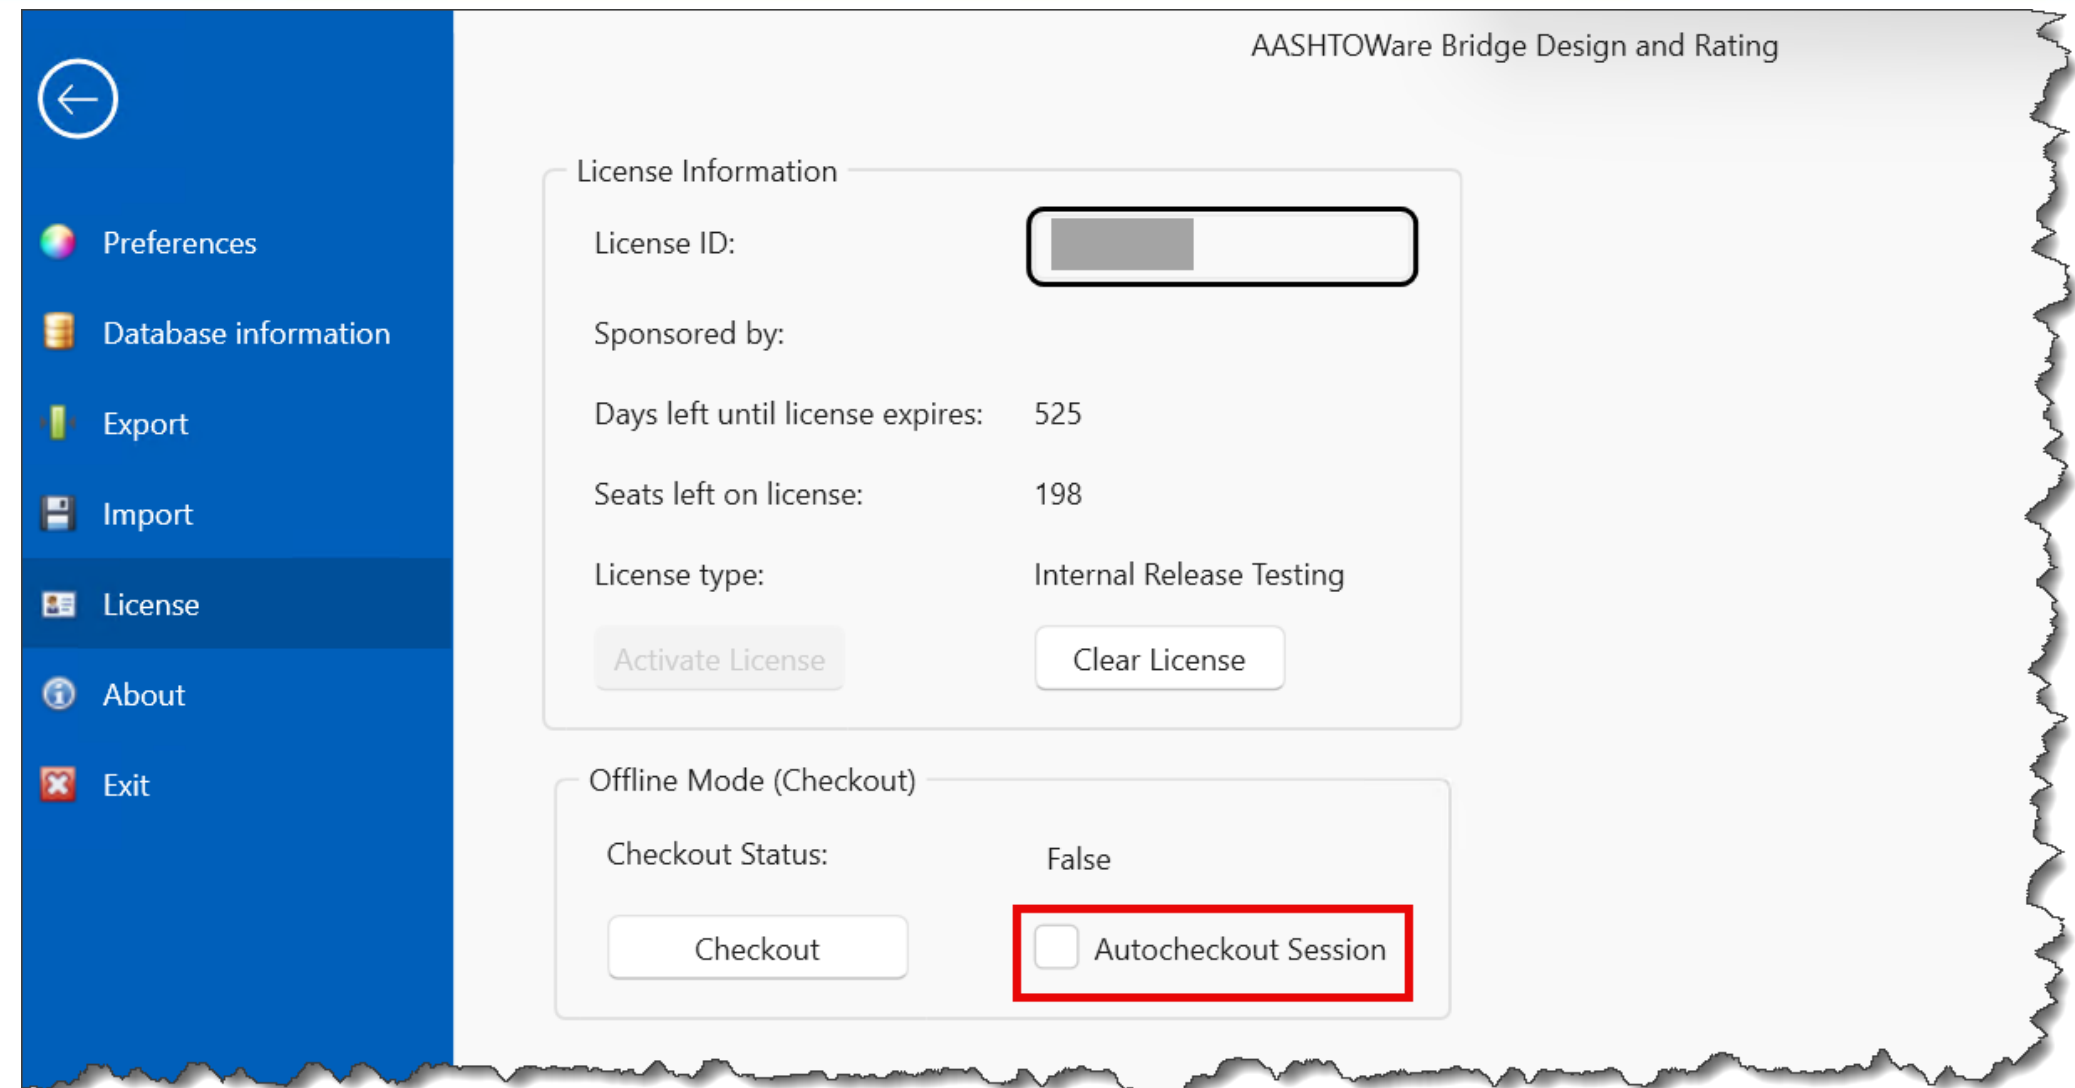 AASHTOWare Bridge Design and Rating
Preferences
Database information
Export
Import
License
About
Exit
License Information
License ID:
Sponsored by:
Days left until license expires: 525
Seats left on license: 198
License type: Internal Release Testing
Activate License Clear License
Offline Mode (Checkout)
Checkout Status: False
Checkout Autocheckout Session